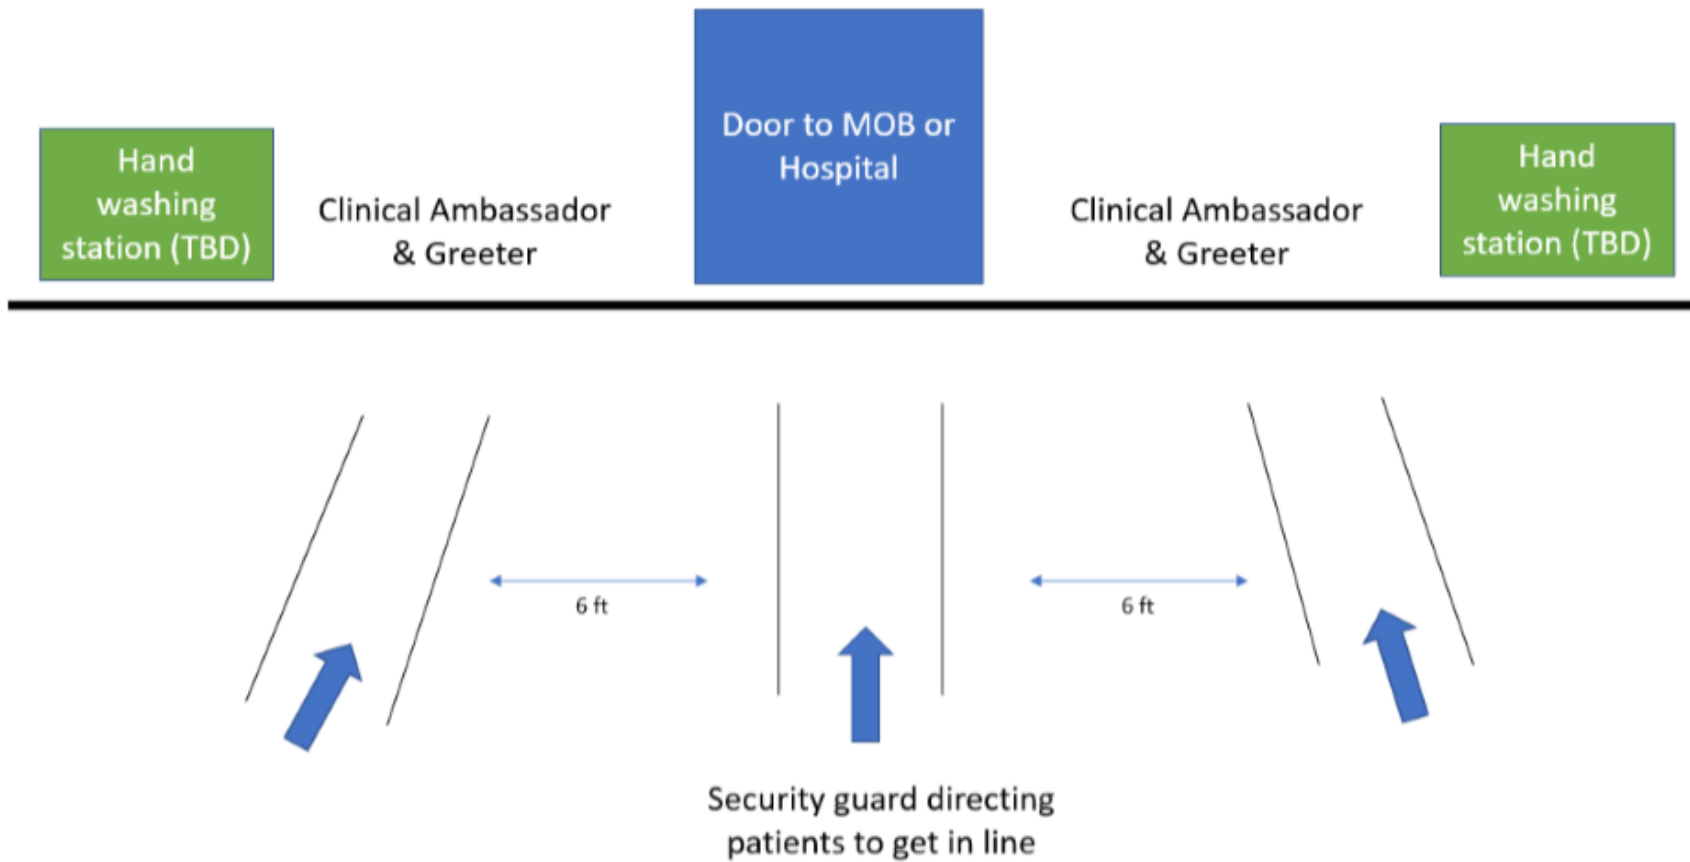 Door to MOB or
Hospital
Hand
washing
station (TBD)
Clinical Ambassador
& Greeter
Clinical Ambassador
& Greeter
Hand
washing
station (TBD)
6 ft
6 ft
Security guard directing
patients to get in line